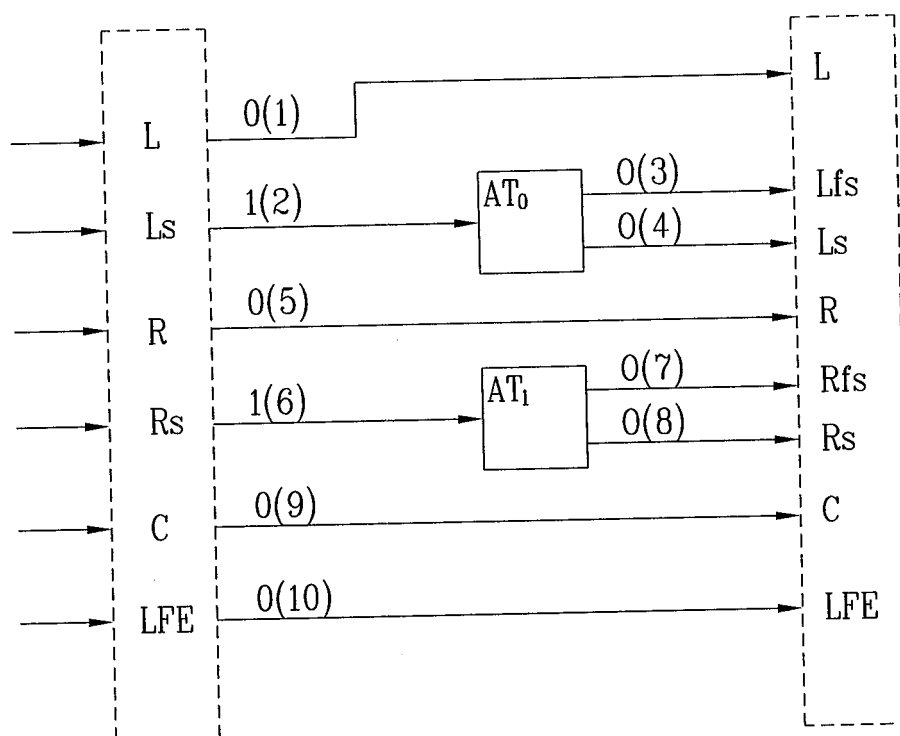 L
0(1)
L
Ls
1(2)
AT₀
0(3)
Lfs
0(4)
Ls
R
0(5)
R
Rs
1(6)
AT₁
0(7)
Rfs
0(8)
Rs
C
0(9)
C
LFE
0(10)
LFE